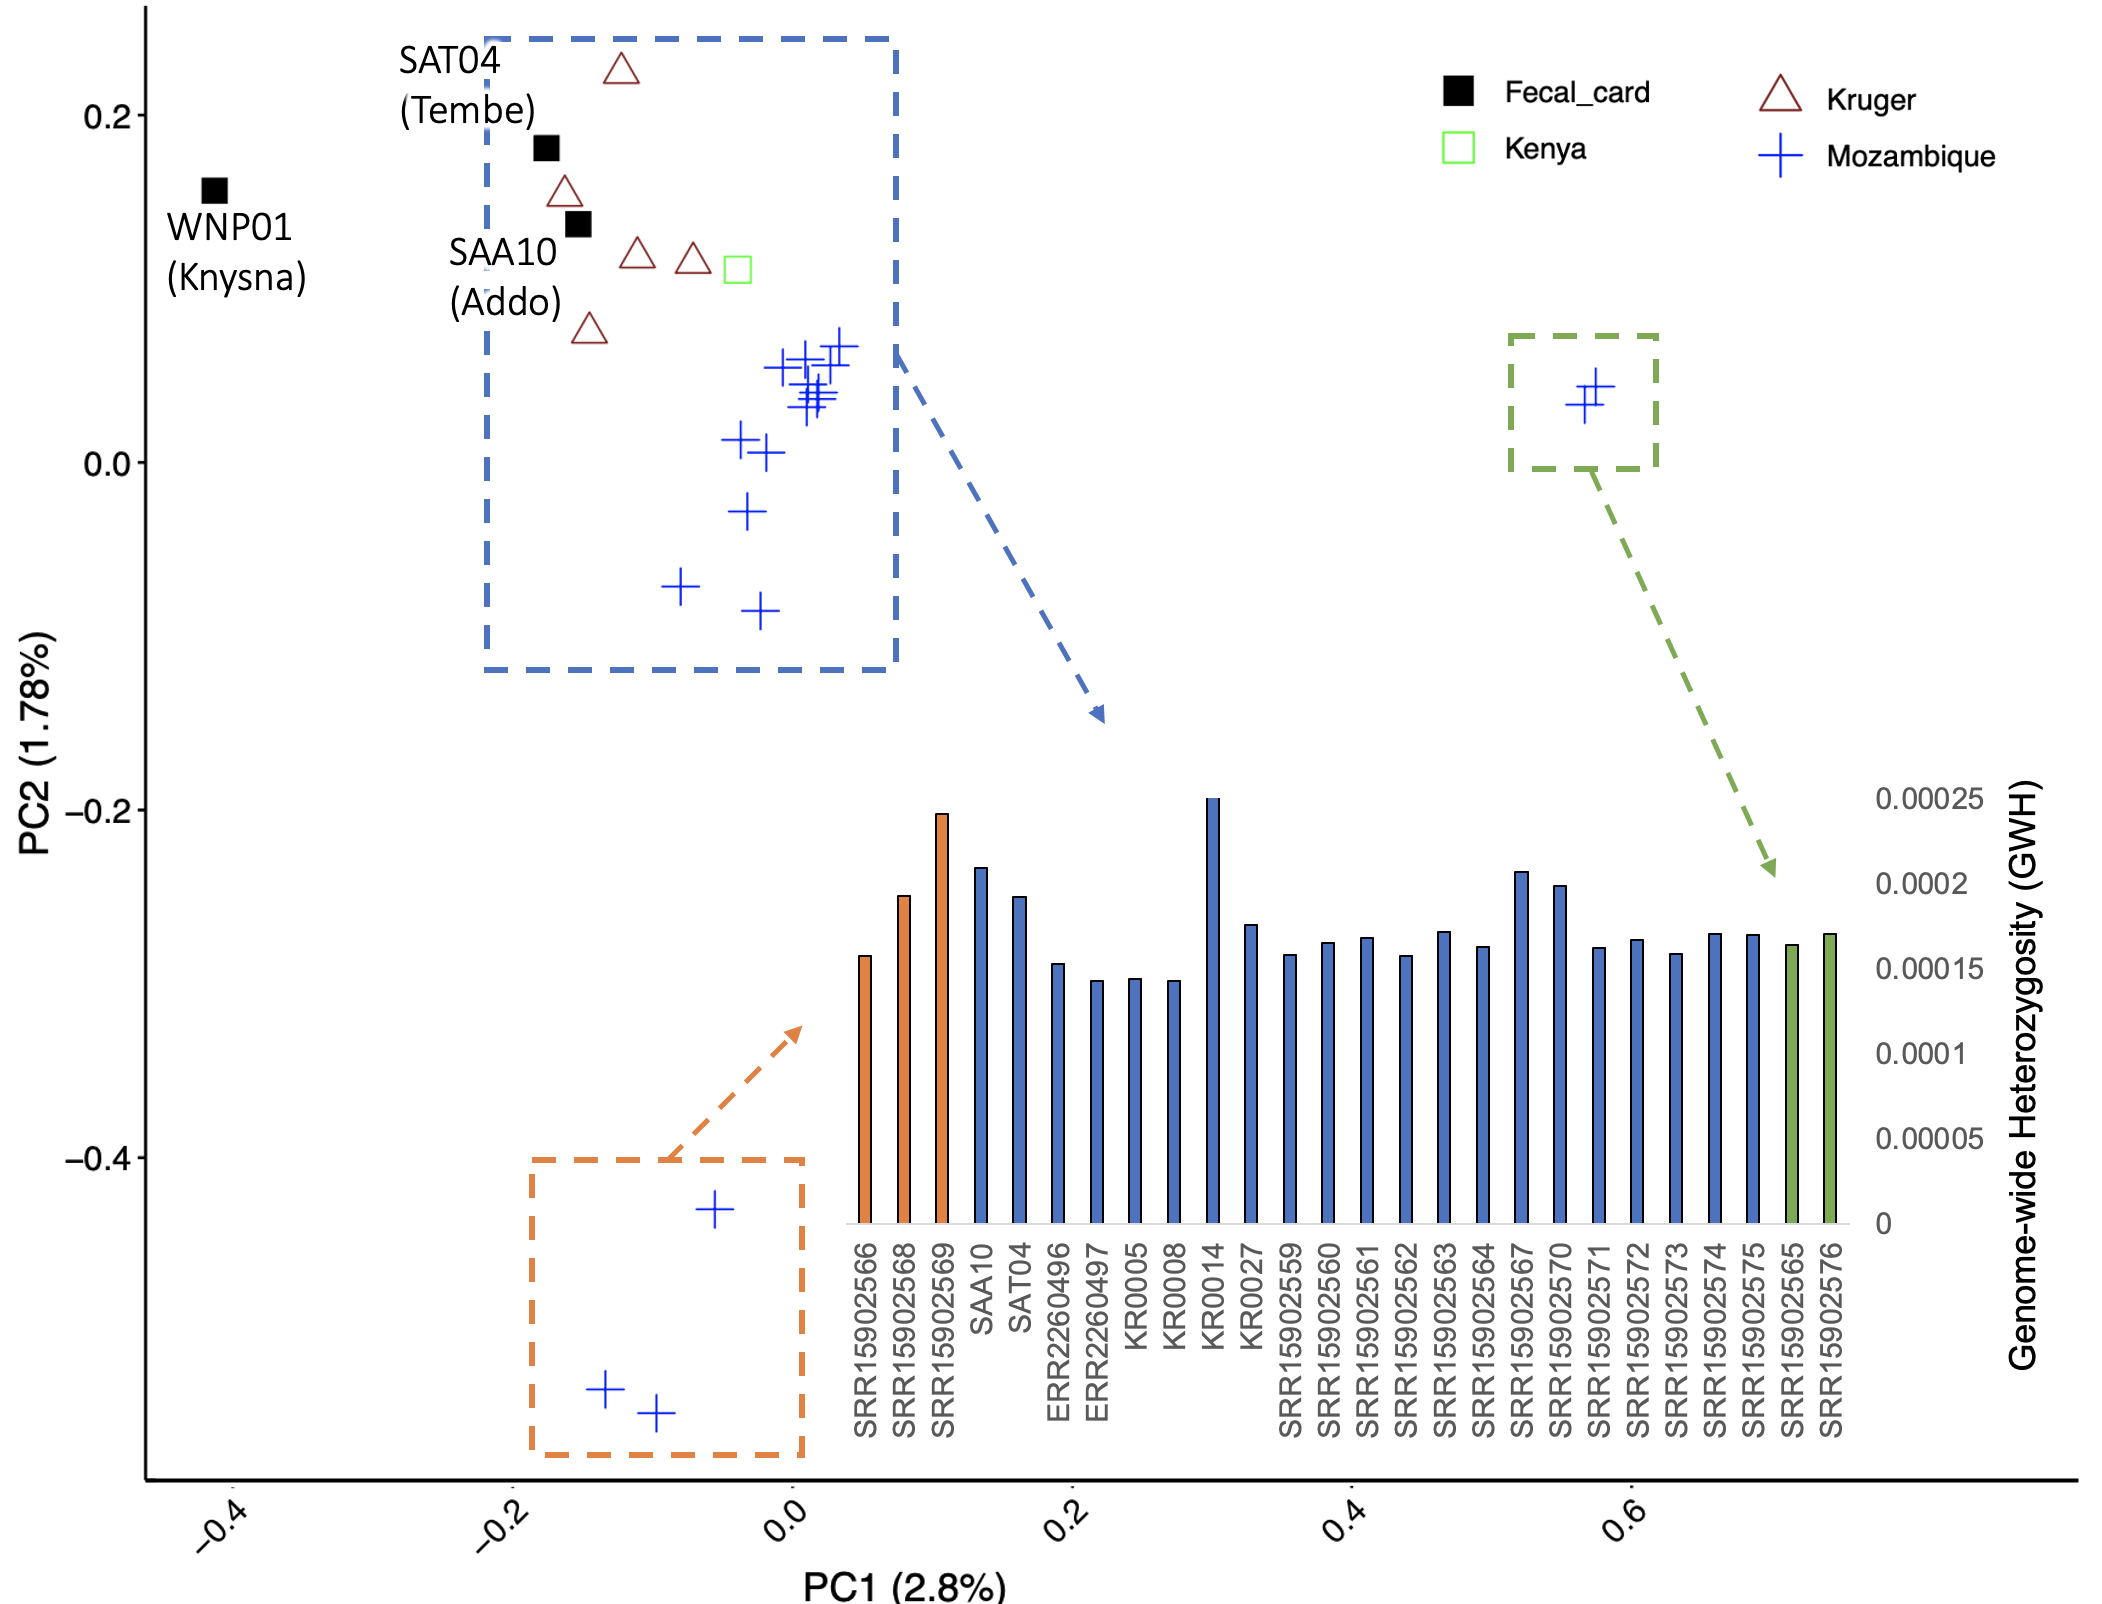 SAT04
(Tembe)
WNP01
(Knysna)
SAA10
(Addo)
Fecal_card
Kenya
Kruger
Mozambique
0.2
0.0
−0.2
−0.4
PC2 (1.78%)
−0.4
−0.2
0.0
0.2
0.4
0.6
PC1 (2.8%)
0.00025
0.0002
0.00015
0.0001
0.00005
0
Genome-wide Heterozygosity (GWH)
SRR15902566
SRR15902568
SRR15902569
SAA10
SAT04
ERR2260496
ERR2260497
KR0005
KR0008
KR0014
KR0027
SRR15902559
SRR15902560
SRR15902561
SRR15902562
SRR15902563
SRR15902564
SRR15902567
SRR15902570
SRR15902571
SRR15902572
SRR15902573
SRR15902574
SRR15902575
SRR15902565
SRR15902576